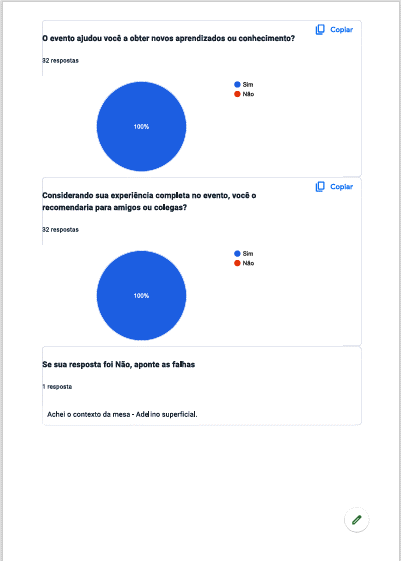 Copiar
O evento ajudou você a obter novos aprendizados ou conhecimento?
32 respostas
Sim
Não
100%
Copiar
Considerando sua experiência completa no evento, você o
recomendaria para amigos ou colegas?
32 respostas
Sim
Não
100%
Se sua resposta foi Não, aponte as falhas
1 resposta
Achei o contexto da mesa - Adelino superficial.